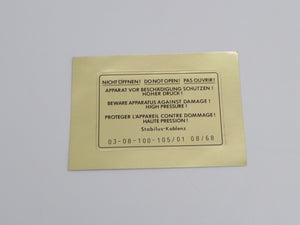 NICHT ÖFFNEN! DO NOT OPEN! PAS OUVRIR!
APPARAT VOR BESCHÄDIGUNG SCHÜTZEN!
HOHER DRUCK!
BEWARE APPARATUS AGAINST DAMAGE!
HIGH PRESSURE!
PROTEGER L'APPAREIL CONTRE DOMMAGE!
HAUTE PRESSION!
Stabilus-Koblenz
03-08-100-105/01 08/68